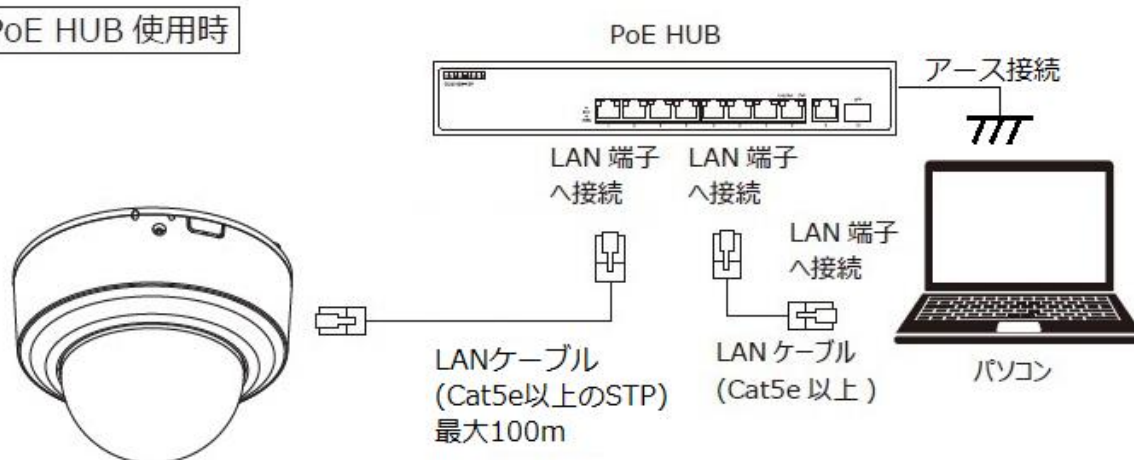 PoE HUB 使用時
PoE HUB
アース接続
LAN 端子
へ接続
LAN 端子
へ接続
LAN 端子
へ接続
LANケーブル
(Cat5e以上のSTP)
最大100m
LAN ケーブル
(Cat5e 以上 )
パソコン